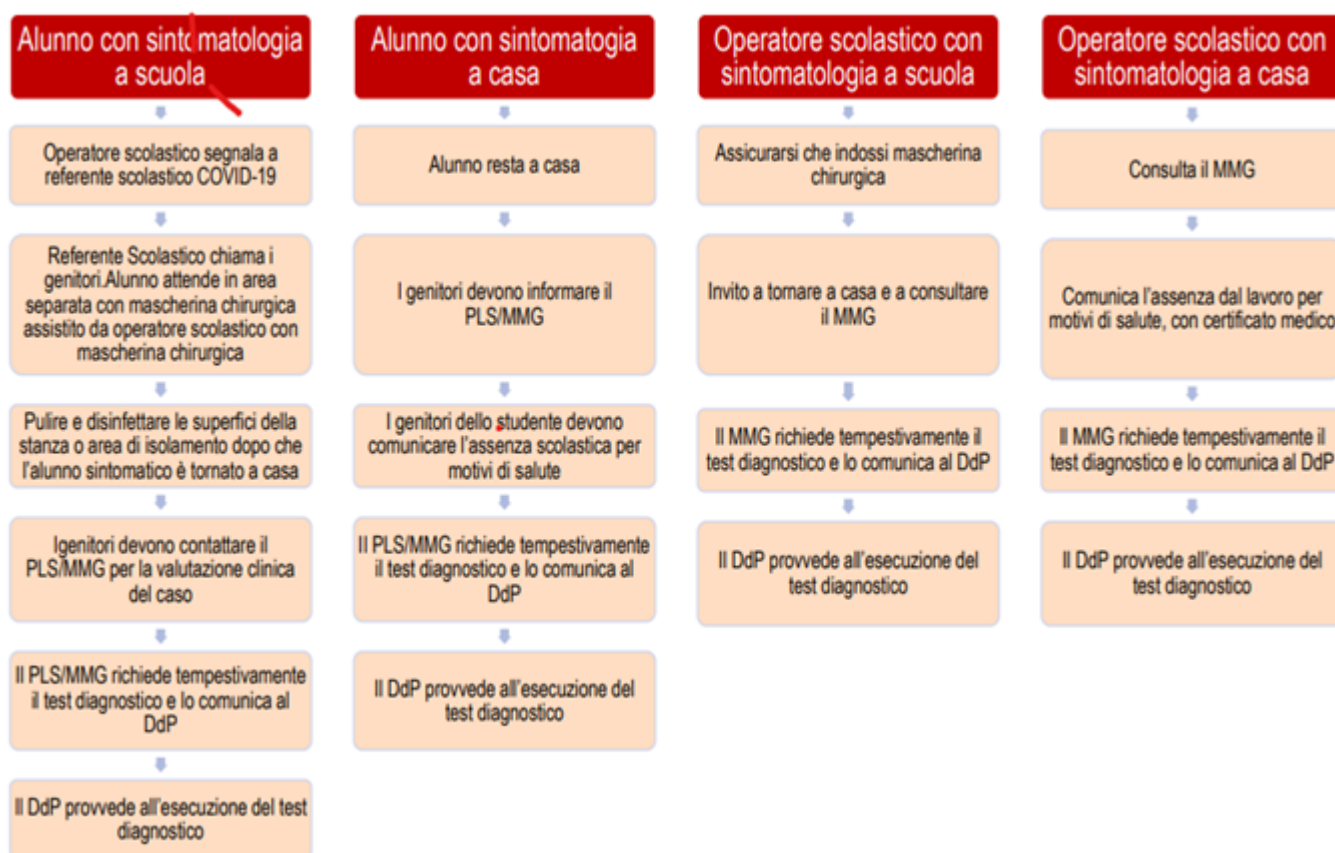 Alunno con sintomatologia
a scuola
Operatore scolastico segnala a
referente scolastico COVID-19
Referente Scolastico chiama i
genitori.Alunno attende in area
separata con mascherina chirurgica
assistito da operatore scolastico con
mascherina chirurgica
Pulire e disinfettare le superfici della
stanza o area di isolamento dopo che
l'alunno sintomatico è tornato a casa
Igenitori devono contattare il
PLS/MMG per la valutazione clinica
del caso
Il PLS/MMG richiede tempestivamente
il test diagnostico e lo comunica al
DdP
Il DdP provvede all'esecuzione del test
diagnostico
Alunno con sintomatogia
a casa
Alunno resta a casa
I genitori devono informare il
PLS/MMG
I genitori dello studente devono
comunicare l'assenza scolastica per
motivi di salute
Il PLS/MMG richiede tempestivamente
il test diagnostico e lo comunica al
DdP
Il DdP provvede all'esecuzione del
test diagnostico
Operatore scolastico con
sintomatologia a scuola
Assicurarsi che indossi mascherina
chirurgica
Invito a tornare a casa e a consultare
il MMG
Il MMG richiede tempestivamente il
test diagnostico e lo comunica al DdP
Il DdP provvede all'esecuzione del
test diagnostico
Operatore scolastico con
sintomatologia a casa
Consulta il MMG
Comunica l'assenza dal lavoro per
motivi di salute, con certificato medico
Il MMG richiede tempestivamente il
test diagnostico e lo comunica al DdP
Il DdP provvede all'esecuzione del
test diagnostico